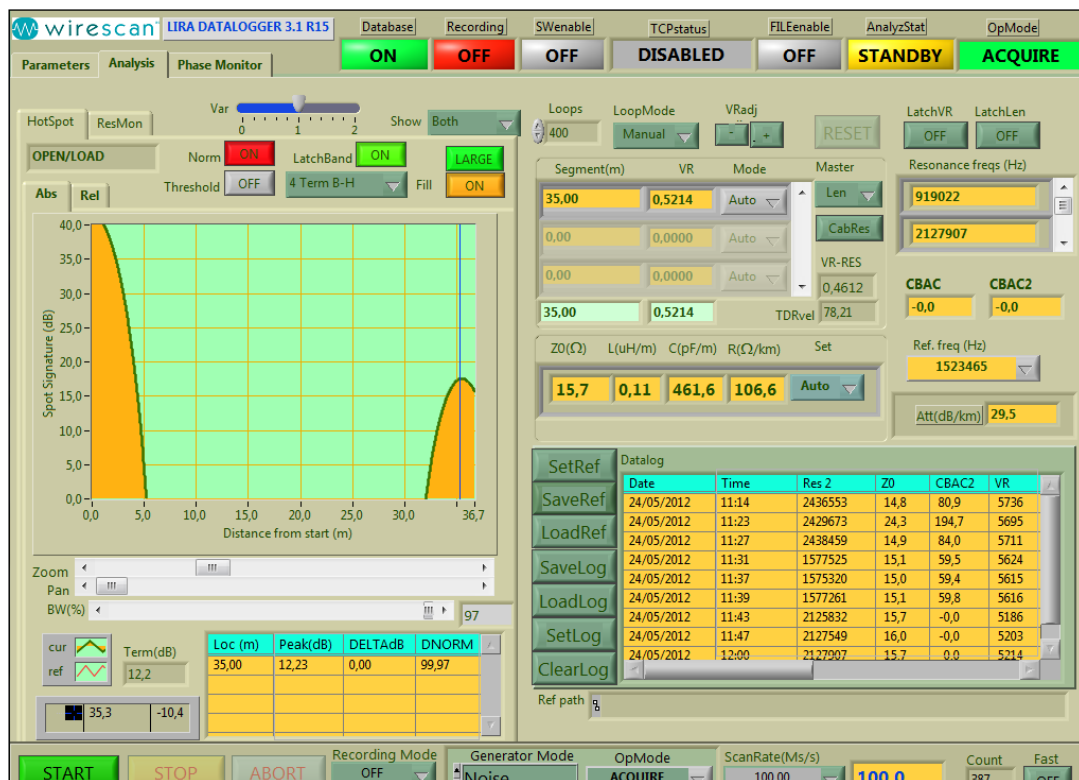 wirescan LIRA DATALOGGER 3.1 R15
Database Recording SWenable TCPstatus FILEenable AnalyzStat OpMode
ON OFF OFF DISABLED OFF STANDBY ACQUIRE
Parameters Analysis Phase Monitor
HotSpot ResMon
Var
0 1 2
Show Both
OPEN/LOAD
Norm ON LatchBand ON LARGE
Threshold OFF 4 Term B-H Fill ON
Abs Rel
Spot Signature (dB)
40,0
35,0
30,0
25,0
20,0
15,0
10,0
5,0
0,0
0,0 5,0 10,0 15,0 20,0 25,0 30,0 36,7
Distance from start (m)
Zoom
Pan
BW(%) 97
cur
ref
Term(dB)
12,2
35,3 -10,4
Loc (m) Peak(dB) DELTAdB DNORM
35,00 12,23 0,00 99,97
Loops LoopMode VRadj
400 Manual - + RESET
LatchVR LatchLen
OFF OFF
Segment(m) VR Mode Master
35,00 0,5214 Auto Len
0,00 0,0000 Auto CabRes
0,00 0,0000 Auto
VR-RES
0,4612
35,00 0,5214 TDRvel 78,21
Resonance freqs (Hz)
919022
2127907
CBAC CBAC2
-0,0 -0,0
Z0(Ω) L(uH/m) C(pF/m) R(Ω/km) Set
15,7 0,11 461,6 106,6 Auto
Ref. freq (Hz)
1523465
Att(dB/km) 29,5
SetRef
SaveRef
LoadRef
SaveLog
LoadLog
SetLog
ClearLog
Datalog
Date Time Res 2 Z0 CBAC2 VR
24/05/2012 11:14 2436553 14,8 80,9 5736
24/05/2012 11:23 2429673 24,3 194,7 5695
24/05/2012 11:27 2438459 14,9 84,0 5711
24/05/2012 11:31 1577525 15,1 59,5 5624
24/05/2012 11:37 1575320 15,0 59,4 5615
24/05/2012 11:39 1577261 15,1 59,8 5616
24/05/2012 11:43 2125832 15,7 -0,0 5186
24/05/2012 11:47 2127549 16,0 -0,0 5203
24/05/2012 12:00 2127907 15,7 0,0 5214
Ref path
START STOP ABORT
Recording Mode
OFF
Generator Mode
Noise
OpMode
ACQUIRE
ScanRate(Ms/s)
100,00 100,0
Count
387
Fast
OFF